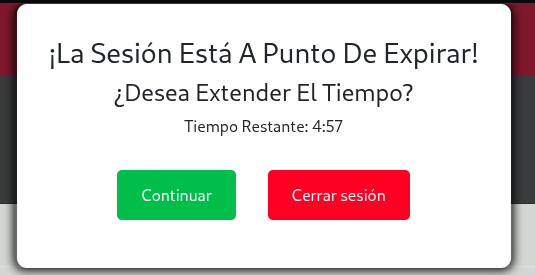 ¡La Sesión Está A Punto De Expirar!
¿Desea Extender El Tiempo?
Tiempo Restante: 4:57
Continuar
Cerrar sesión